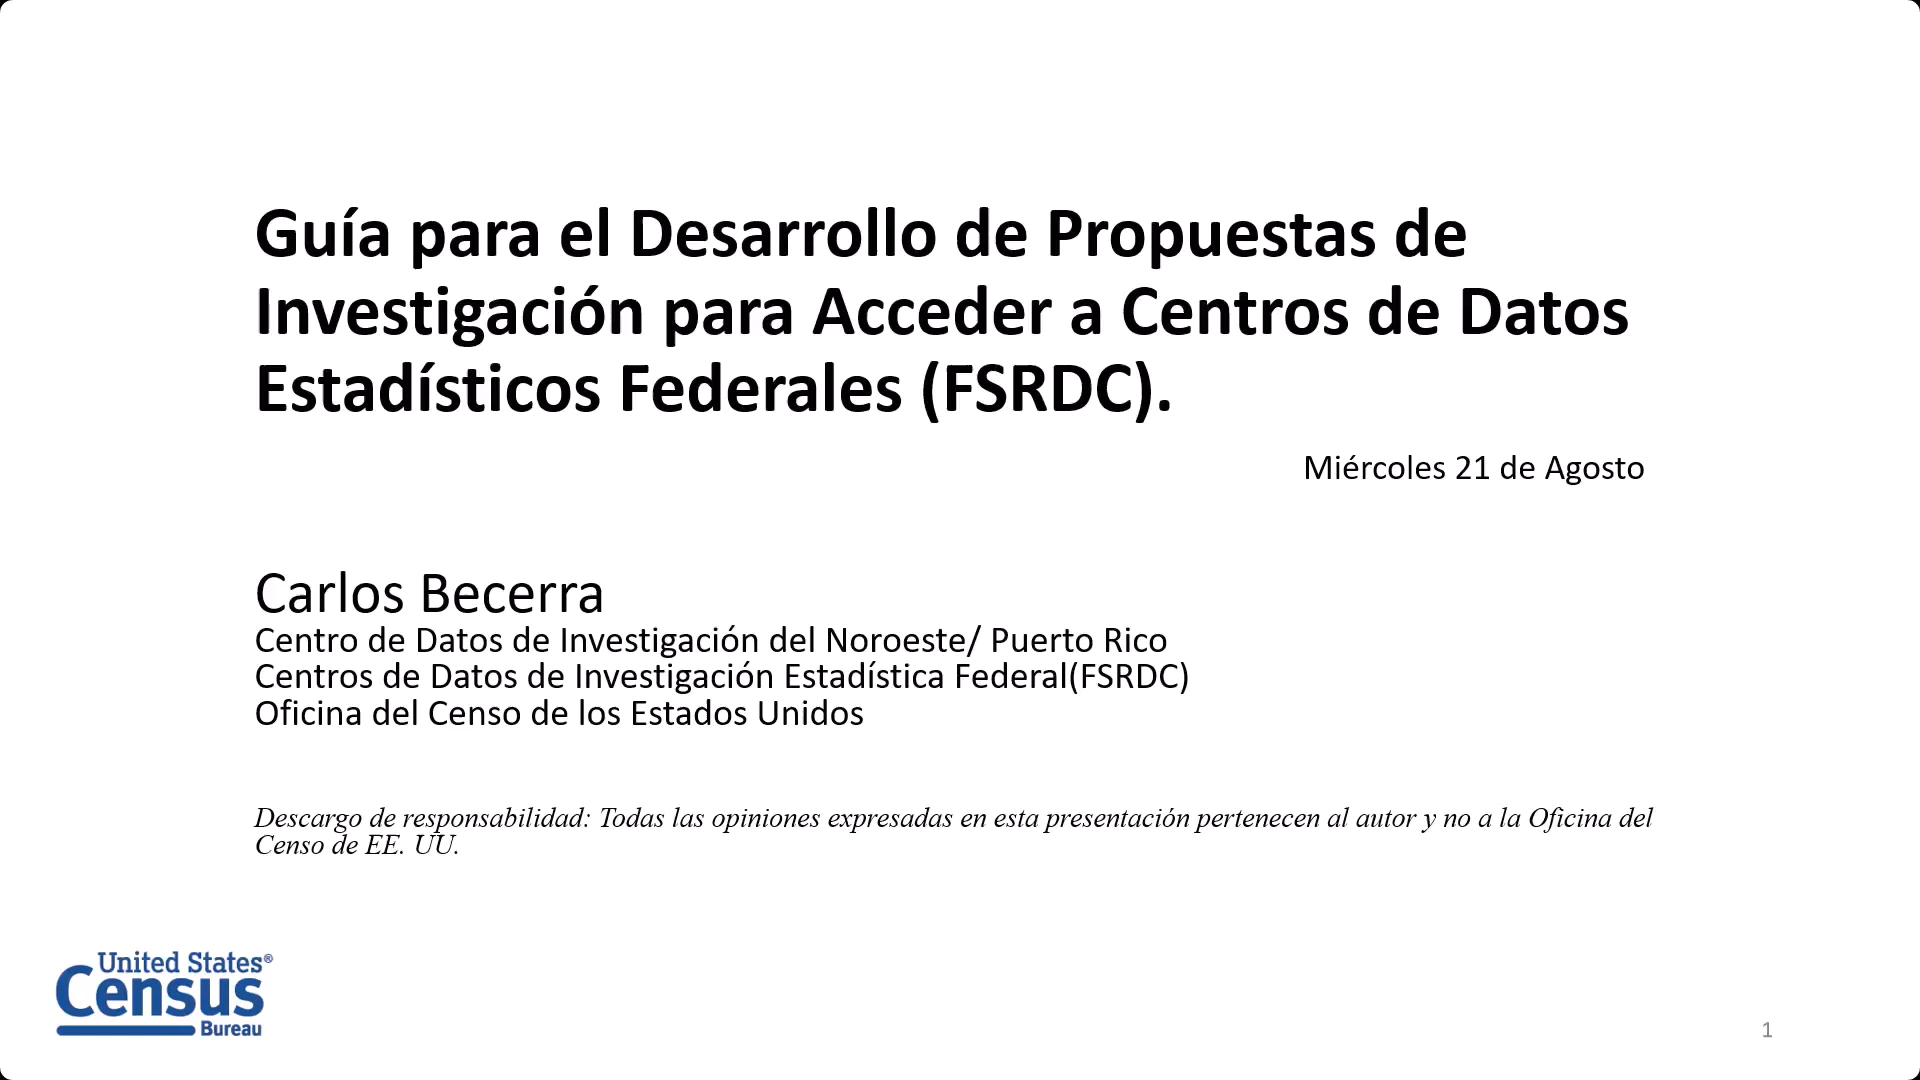 Guía para el Desarrollo de Propuestas de
Investigación para Acceder a Centros de Datos
Estadísticos Federales (FSRDC).
Miércoles 21 de Agosto
Carlos Becerra
Centro de Datos de Investigación del Noroeste/ Puerto Rico
Centros de Datos de Investigación Estadística Federal(FSRDC)
Oficina del Censo de los Estados Unidos
Descargo de responsabilidad: Todas las opiniones expresadas en esta presentación pertenecen al autor y no a la Oficina del
Censo de EE. UU.
United States®
Census
Bureau
1